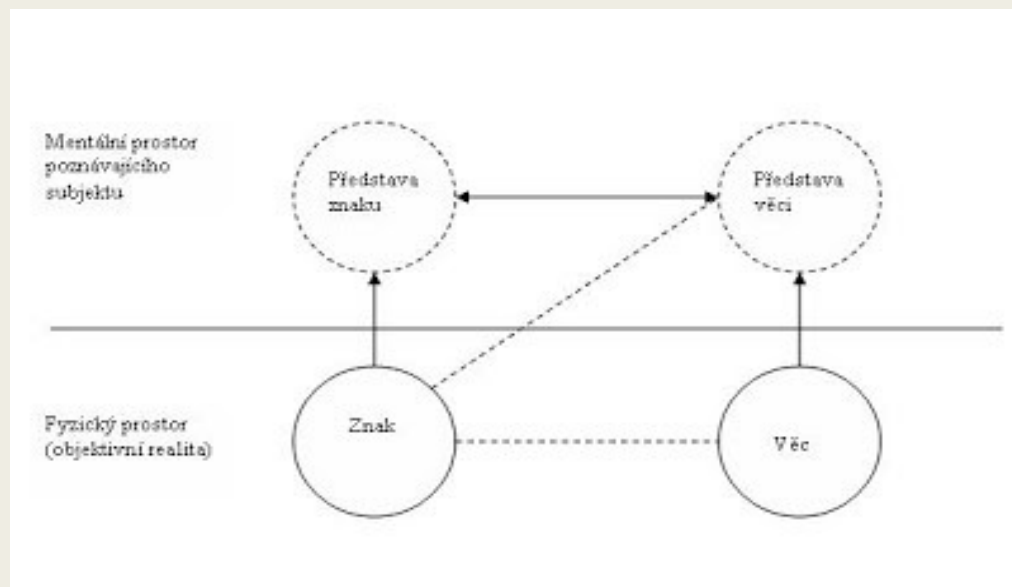 Mentální prostor
poznávajícího
subjektu
Představa
znaku
Představa
věci
Fyzický prostor
(objektivní realita)
Znak
Věc